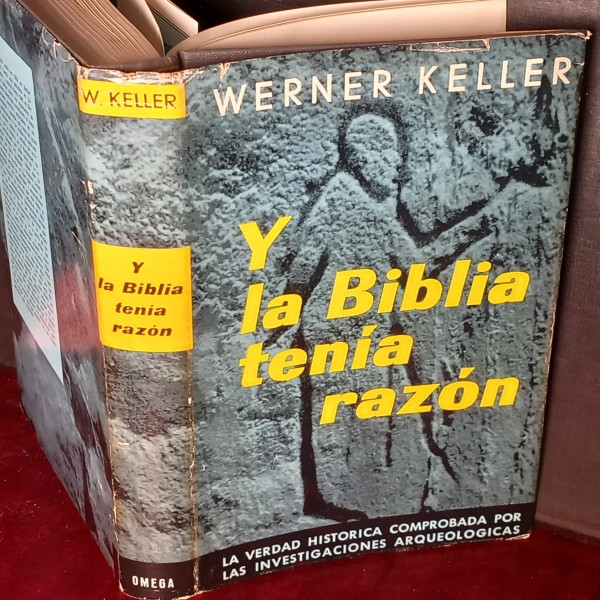 WERNER KELLER
Y
la Biblia
tenía
razón
LA VERDAD HISTORICA COMPROBADA POR
LAS INVESTIGACIONES ARQUEOLOGICAS
W. KELLER
Y
la Biblia
tenía
razón
OMEGA